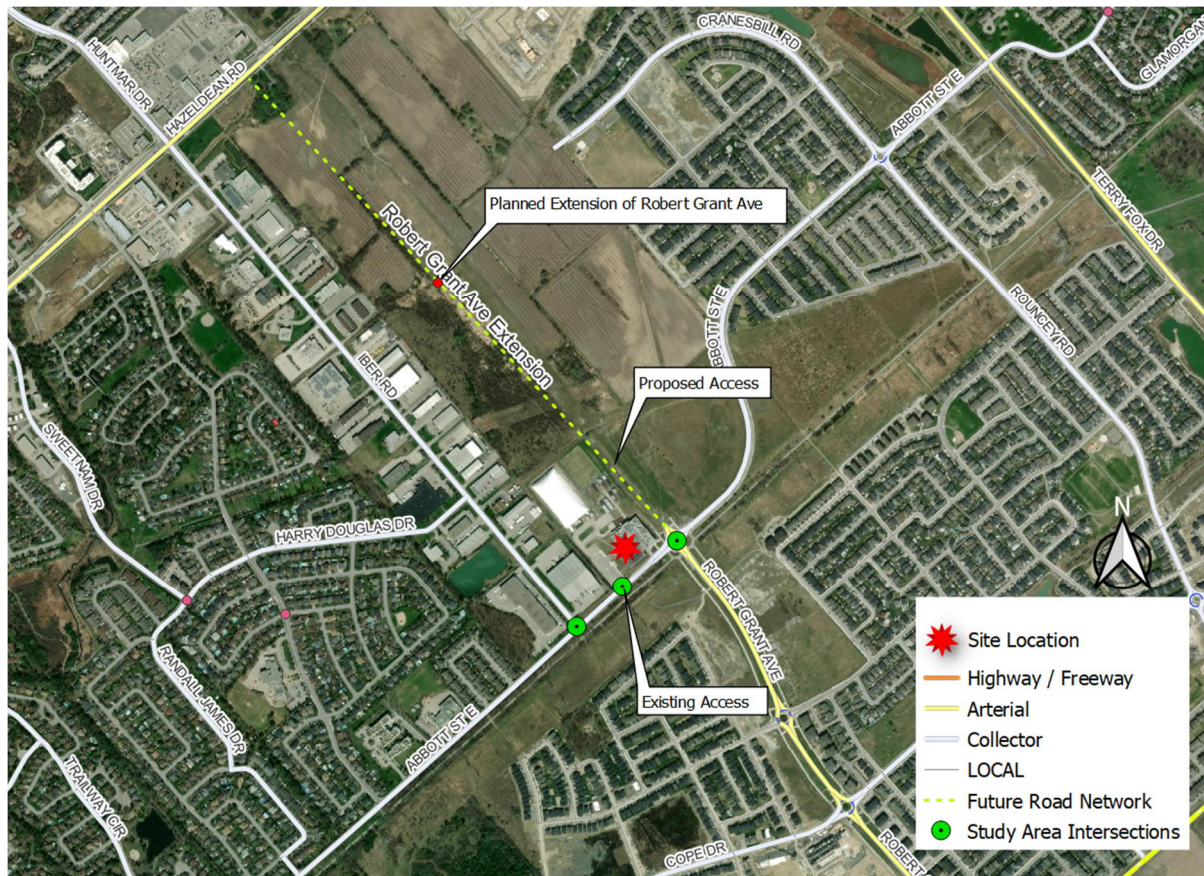 CRANESBILL RD
GLAMORGAN
HUNTMAR DR
HAZELDEAN RD
ABBOTT ST E
TERRY FOX DR
Planned Extension of Robert Grant Ave
Robert Grant Ave Extension
ROUNCEY RD
ABBOTT ST E
IBER RD
Proposed Access
SWEETNAM DR
HARRY DOUGLAS DR
N
ROBERT GRANT AVE
RANDALL JAMES DR
Existing Access
ABBOTT ST E
TRAILWAY CIR
COPE DR
ROBERT
Site Location
Highway / Freeway
Arterial
Collector
LOCAL
Future Road Network
Study Area Intersections